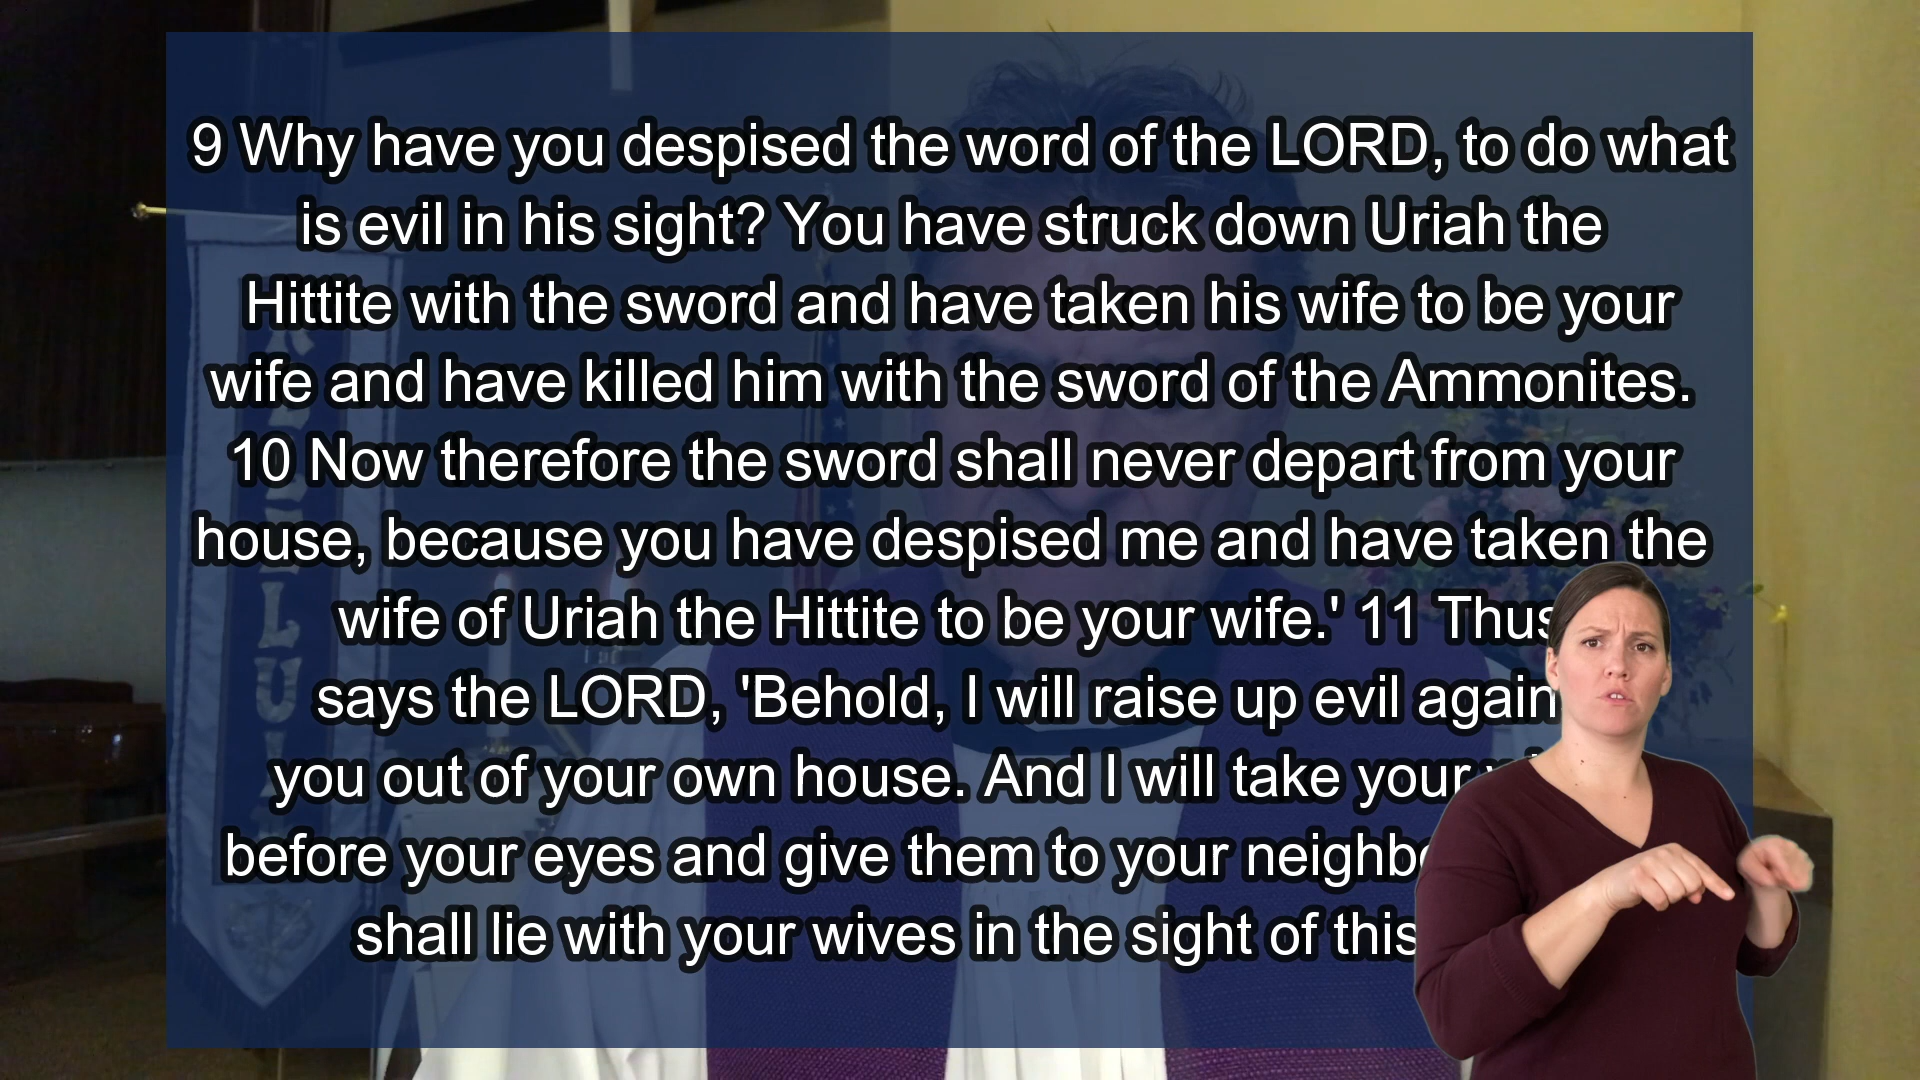 9 Why have you despised the word of the LORD, to do what
is evil in his sight? You have struck down Uriah the
Hittite with the sword and have taken his wife to be your
wife and have killed him with the sword of the Ammonites.
10 Now therefore the sword shall never depart from your
house, because you have despised me and have taken the
wife of Uriah the Hittite to be your wife.' 11 Thus
says the LORD, 'Behold, I will raise up evil
you out of your own house. And I will take your
before your eyes and give them to your
shall lie with your wives in the sight of this